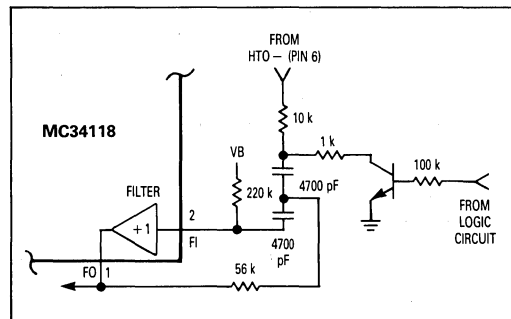 FROM
HTO – (PIN 6)
10 k
MC34118
1 k
VB
100 k
4700 pF
FILTER
220 k
+1
2
FI
4700
pF
FROM
LOGIC
CIRCUIT
FO
1
56 k